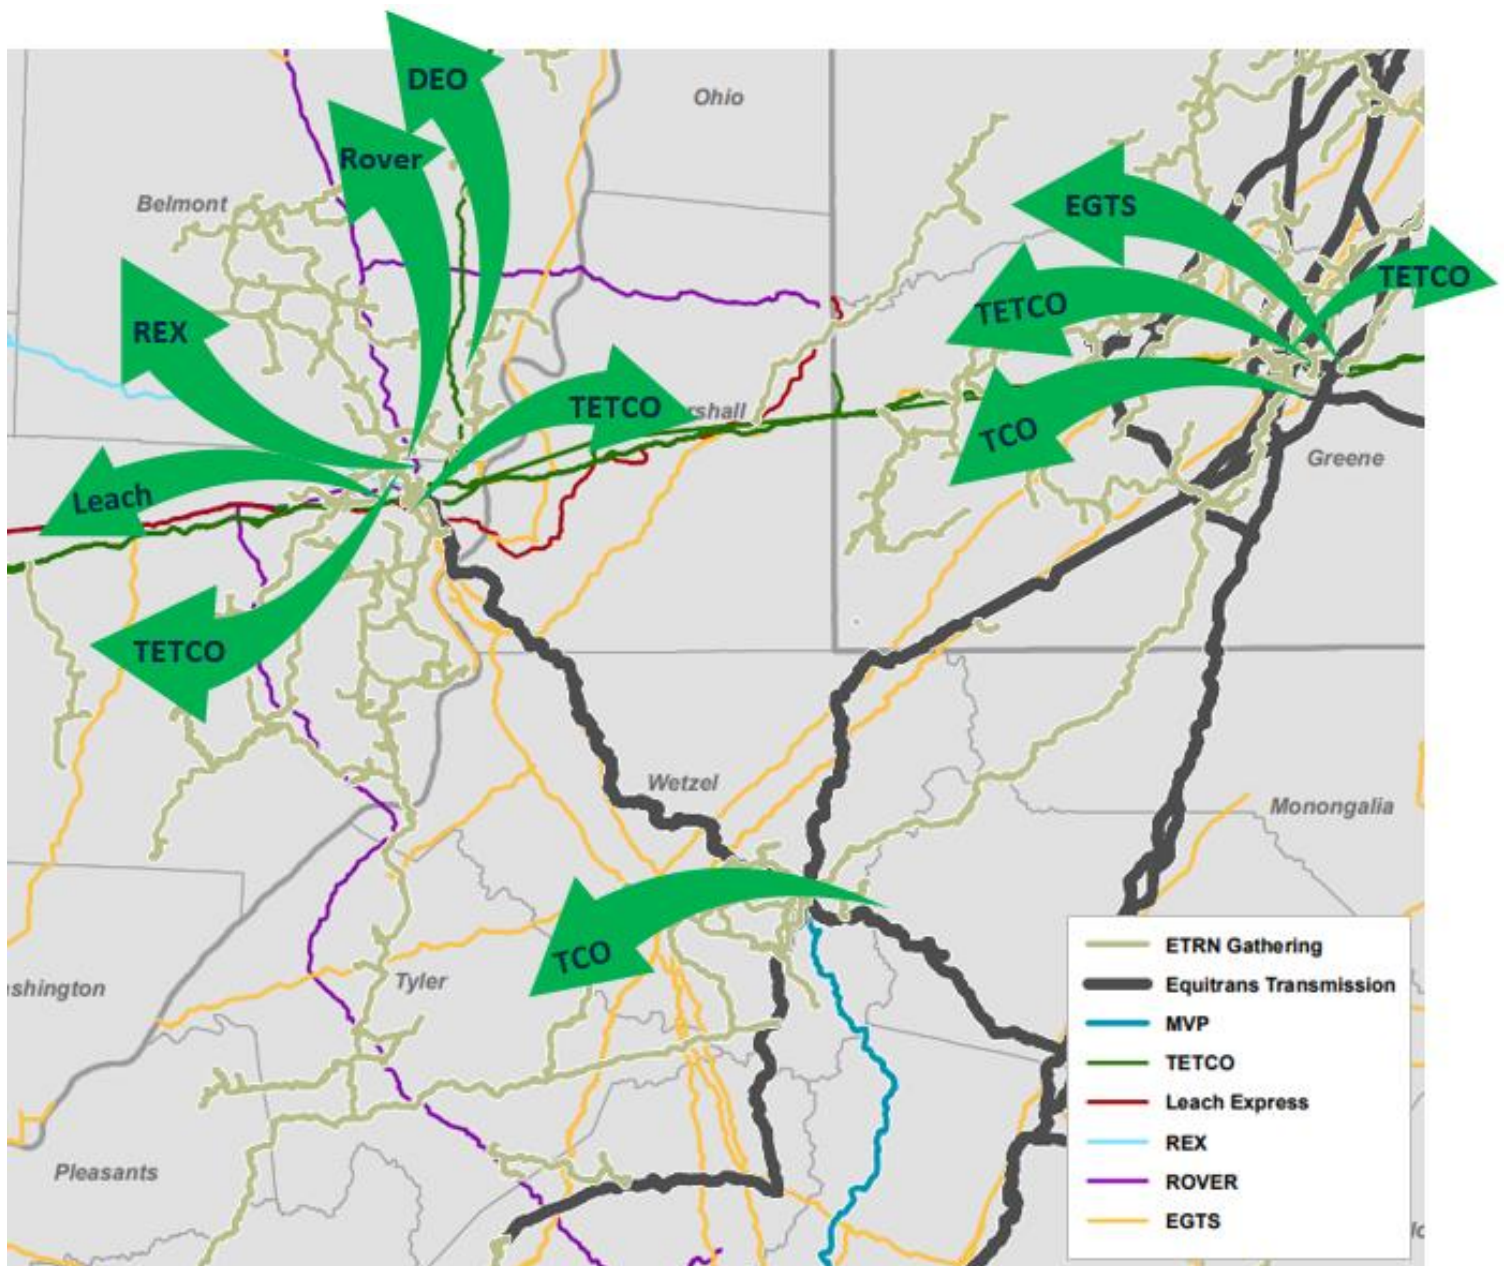 DEO
Ohio
Rover
Belmont
EGTS
TETCO
TETCO
REX
TETCO
rshall
TCO
Greene
Leach
TETCO
Wetzel
Monongalia
TCO
Tyler
shington
Pleasants
ETRN Gathering
Equitrans Transmission
MVP
TETCO
Leach Express
REX
ROVER
EGTS